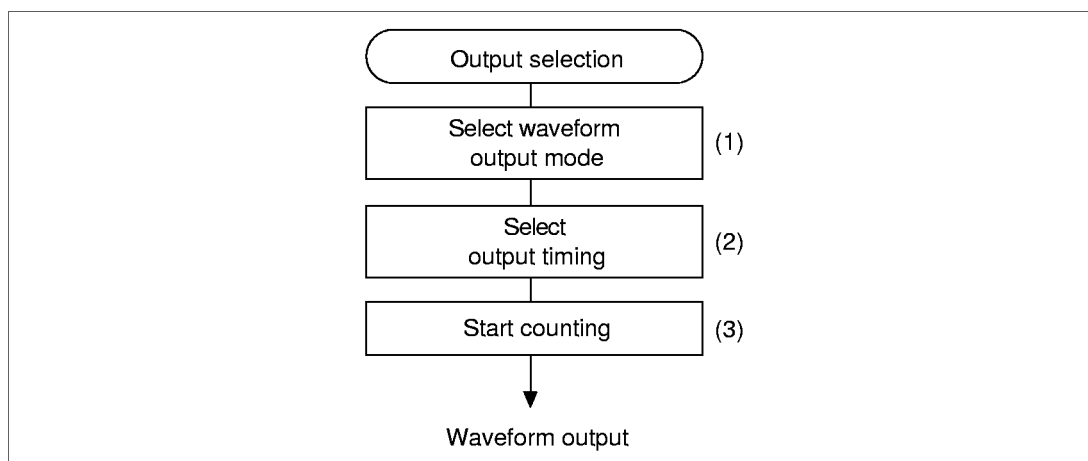 Output selection
Select waveform
output mode
(1)
Select
output timing
(2)
Start counting
(3)
Waveform output